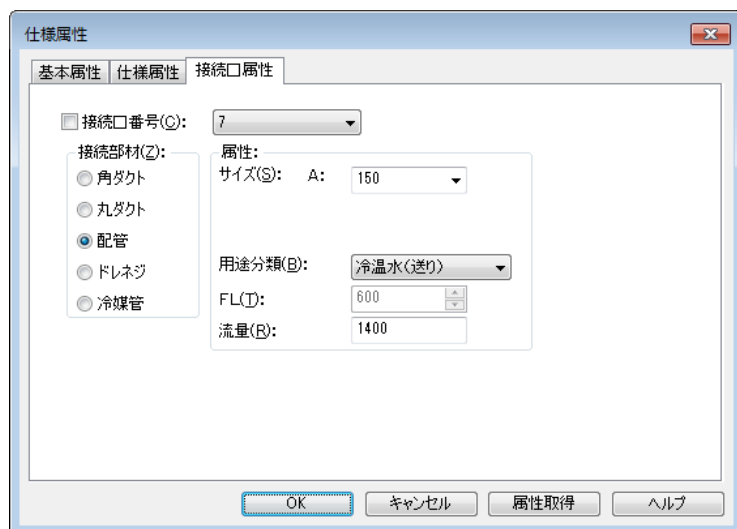 仕様属性
基本属性 仕様属性 接続口属性
接続口番号(C): 7
接続部材(Z): 属性:
角ダクト サイズ(S): A: 150
丸ダクト
配管
用途分類(B): 冷温水(送り)
ドレネジ
FL(T): 600
冷媒管
流量(R): 1400
OK キャンセル 属性取得 ヘルプ